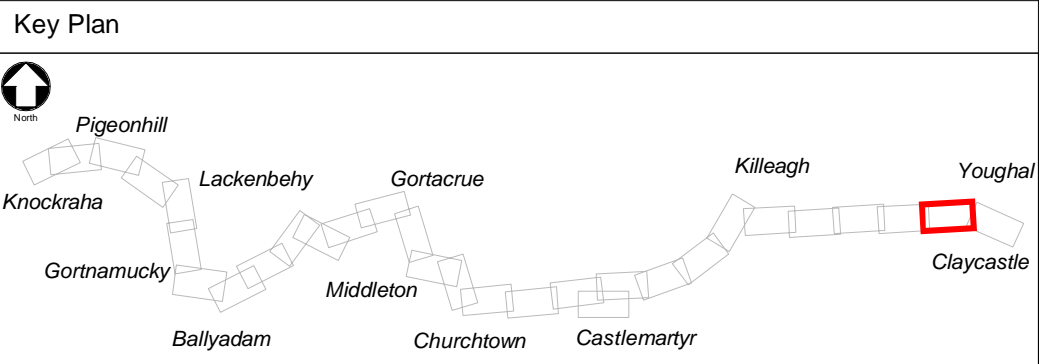 Key Plan
North
Pigeonhill
Killeagh
Youghal
Lackenbehy
Gortacrue
Knockraha
Claycastle
Gortnamucky
Middleton
Ballyadam
Churchtown
Castlemartyr